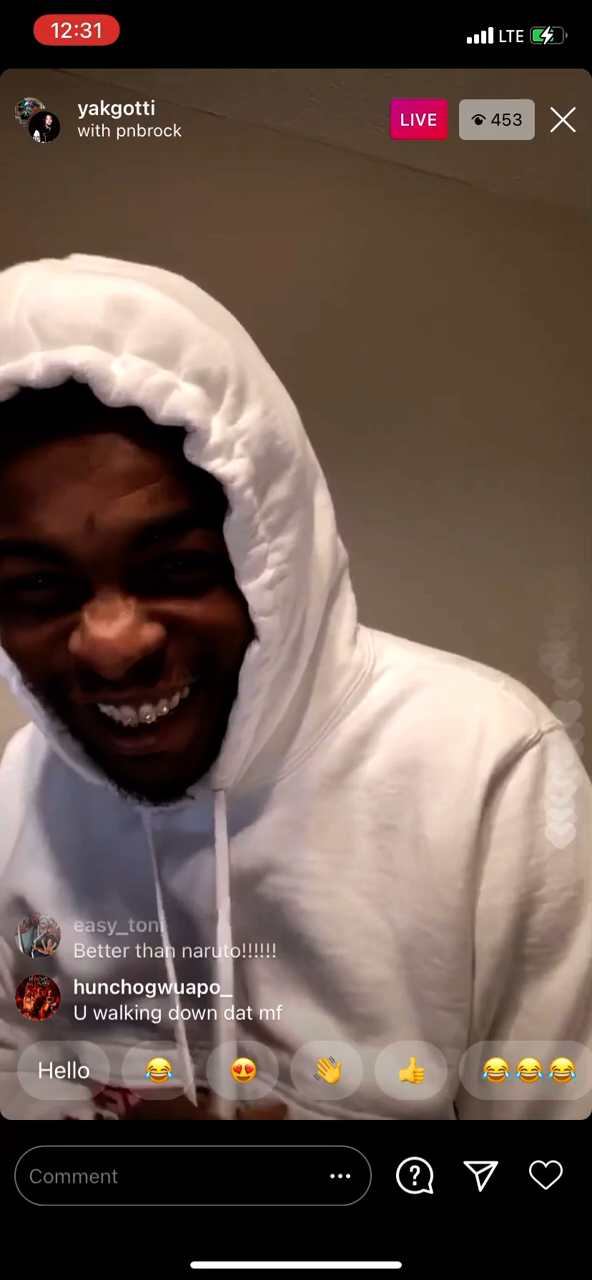 12:31
LTE
yakgotti
with pnbrock
LIVE
453
easy_toni
Better than naruto!!!!!!
hunchogwuapo_
U walking down dat mf
Hello
Comment